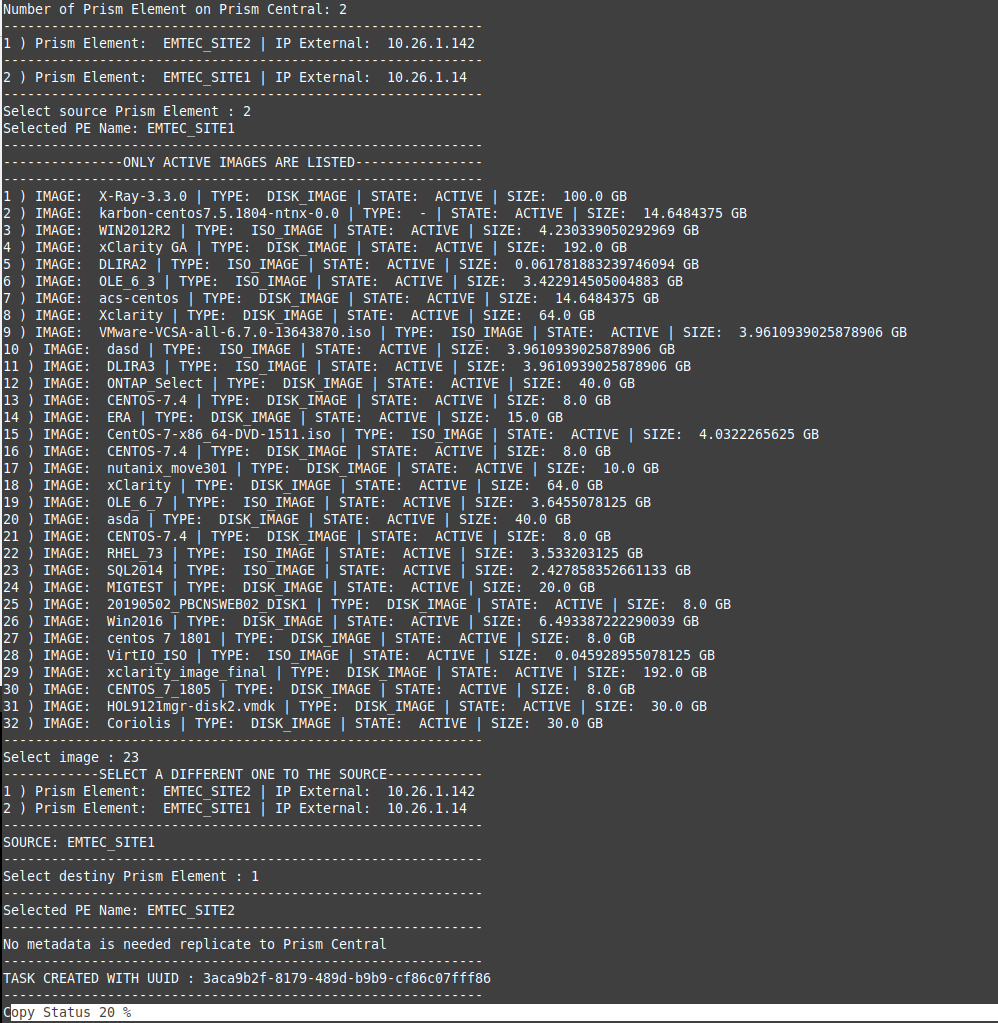 Number of Prism Element on Prism Central: 2
------------------------------------------------------------
1 ) Prism Element:  EMTEC_SITE2 | IP External:  10.26.1.142
------------------------------------------------------------
2 ) Prism Element:  EMTEC_SITE1 | IP External:  10.26.1.14
------------------------------------------------------------
Select source Prism Element : 2
Selected PE Name: EMTEC_SITE1
------------------------------------------------------------
---------------ONLY ACTIVE IMAGES ARE LISTED----------------
------------------------------------------------------------
1 ) IMAGE:  X-Ray-3.3.0 | TYPE:  DISK_IMAGE | STATE:  ACTIVE | SIZE:  100.0 GB
2 ) IMAGE:  karbon-centos7.5.1804-ntnx-0.0 | TYPE:  - | STATE:  ACTIVE | SIZE:  14.6484375 GB
3 ) IMAGE:  WIN2012R2 | TYPE:  ISO_IMAGE | STATE:  ACTIVE | SIZE:  4.230339050292969 GB
4 ) IMAGE:  xClarity GA | TYPE:  DISK_IMAGE | STATE:  ACTIVE | SIZE:  192.0 GB
5 ) IMAGE:  DLIRA2 | TYPE:  ISO_IMAGE | STATE:  ACTIVE | SIZE:  0.061781883239746094 GB
6 ) IMAGE:  OLE_6_3 | TYPE:  ISO_IMAGE | STATE:  ACTIVE | SIZE:  3.422914505004883 GB
7 ) IMAGE:  acs-centos | TYPE:  DISK_IMAGE | STATE:  ACTIVE | SIZE:  14.6484375 GB
8 ) IMAGE:  Xclarity | TYPE:  DISK_IMAGE | STATE:  ACTIVE | SIZE:  64.0 GB
9 ) IMAGE:  VMware-VCSA-all-6.7.0-13643870.iso | TYPE:  ISO_IMAGE | STATE:  ACTIVE | SIZE:  3.9610939025878906 GB
10 ) IMAGE:  dasd | TYPE:  ISO_IMAGE | STATE:  ACTIVE | SIZE:  3.9610939025878906 GB
11 ) IMAGE:  DLIRA3 | TYPE:  ISO_IMAGE | STATE:  ACTIVE | SIZE:  3.9610939025878906 GB
12 ) IMAGE:  ONTAP_Select | TYPE:  DISK_IMAGE | STATE:  ACTIVE | SIZE:  40.0 GB
13 ) IMAGE:  CENTOS-7.4 | TYPE:  DISK_IMAGE | STATE:  ACTIVE | SIZE:  8.0 GB
14 ) IMAGE:  ERA | TYPE:  DISK_IMAGE | STATE:  ACTIVE | SIZE:  15.0 GB
15 ) IMAGE:  CentOS-7-x86_64-DVD-1511.iso | TYPE:  ISO_IMAGE | STATE:  ACTIVE | SIZE:  4.0322265625 GB
16 ) IMAGE:  CENTOS-7.4 | TYPE:  DISK_IMAGE | STATE:  ACTIVE | SIZE:  8.0 GB
17 ) IMAGE:  nutanix_move301 | TYPE:  DISK_IMAGE | STATE:  ACTIVE | SIZE:  10.0 GB
18 ) IMAGE:  xClarity | TYPE:  DISK_IMAGE | STATE:  ACTIVE | SIZE:  64.0 GB
19 ) IMAGE:  OLE_6_7 | TYPE:  ISO_IMAGE | STATE:  ACTIVE | SIZE:  3.6455078125 GB
20 ) IMAGE:  asda | TYPE:  DISK_IMAGE | STATE:  ACTIVE | SIZE:  40.0 GB
21 ) IMAGE:  CENTOS-7.4 | TYPE:  DISK_IMAGE | STATE:  ACTIVE | SIZE:  8.0 GB
22 ) IMAGE:  RHEL_73 | TYPE:  ISO_IMAGE | STATE:  ACTIVE | SIZE:  3.533203125 GB
23 ) IMAGE:  SQL2014 | TYPE:  ISO_IMAGE | STATE:  ACTIVE | SIZE:  2.427858352661133 GB
24 ) IMAGE:  MIGTEST | TYPE:  DISK_IMAGE | STATE:  ACTIVE | SIZE:  20.0 GB
25 ) IMAGE:  20190502_PBCNSWEB02_DISK1 | TYPE:  DISK_IMAGE | STATE:  ACTIVE | SIZE:  8.0 GB
26 ) IMAGE:  Win2016 | TYPE:  DISK_IMAGE | STATE:  ACTIVE | SIZE:  6.493387222290039 GB
27 ) IMAGE:  centos 7 1801 | TYPE:  DISK_IMAGE | STATE:  ACTIVE | SIZE:  8.0 GB
28 ) IMAGE:  VirtIO_ISO | TYPE:  ISO_IMAGE | STATE:  ACTIVE | SIZE:  0.045928955078125 GB
29 ) IMAGE:  xclarity_image_final | TYPE:  DISK_IMAGE | STATE:  ACTIVE | SIZE:  192.0 GB
30 ) IMAGE:  CENTOS_7_1805 | TYPE:  DISK_IMAGE | STATE:  ACTIVE | SIZE:  8.0 GB
31 ) IMAGE:  HOL9121mgr-disk2.vmdk | TYPE:  DISK_IMAGE | STATE:  ACTIVE | SIZE:  30.0 GB
32 ) IMAGE:  Coriolis | TYPE:  DISK_IMAGE | STATE:  ACTIVE | SIZE:  30.0 GB
------------------------------------------------------------
Select image : 23
------------SELECT A DIFFERENT ONE TO THE SOURCE------------
1 ) Prism Element:  EMTEC_SITE2 | IP External:  10.26.1.142
2 ) Prism Element:  EMTEC_SITE1 | IP External:  10.26.1.14
------------------------------------------------------------
SOURCE: EMTEC_SITE1
------------------------------------------------------------
Select destiny Prism Element : 1
------------------------------------------------------------
Selected PE Name: EMTEC_SITE2
------------------------------------------------------------
No metadata is needed replicate to Prism Central
------------------------------------------------------------
TASK CREATED WITH UUID : 3aca9b2f-8179-489d-b9b9-cf86c07fff86
------------------------------------------------------------
Copy Status 20 %